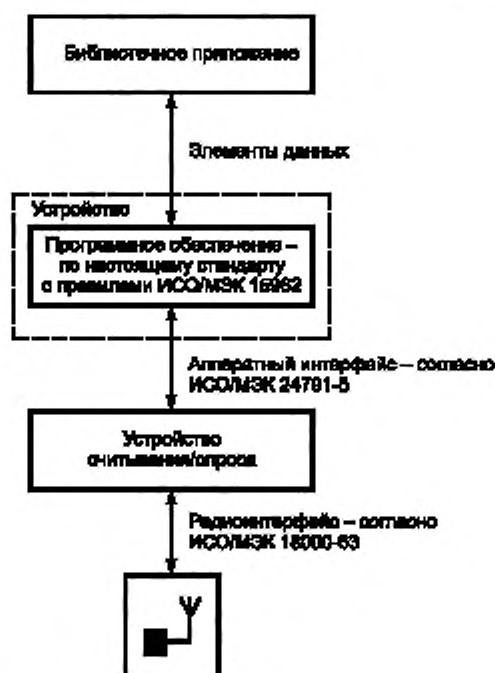 Библиотечное приложение
Элементы данных
Устройство
Программное обеспечение –
по настоящему стандарту
с правилами ИСО/МЭК 15962
Аппаратный интерфейс – согласно
ИСО/МЭК 24791-5
Устройство
считывания/опроса
Радиоинтерфейс – согласно
ИСО/МЭК 18000-63